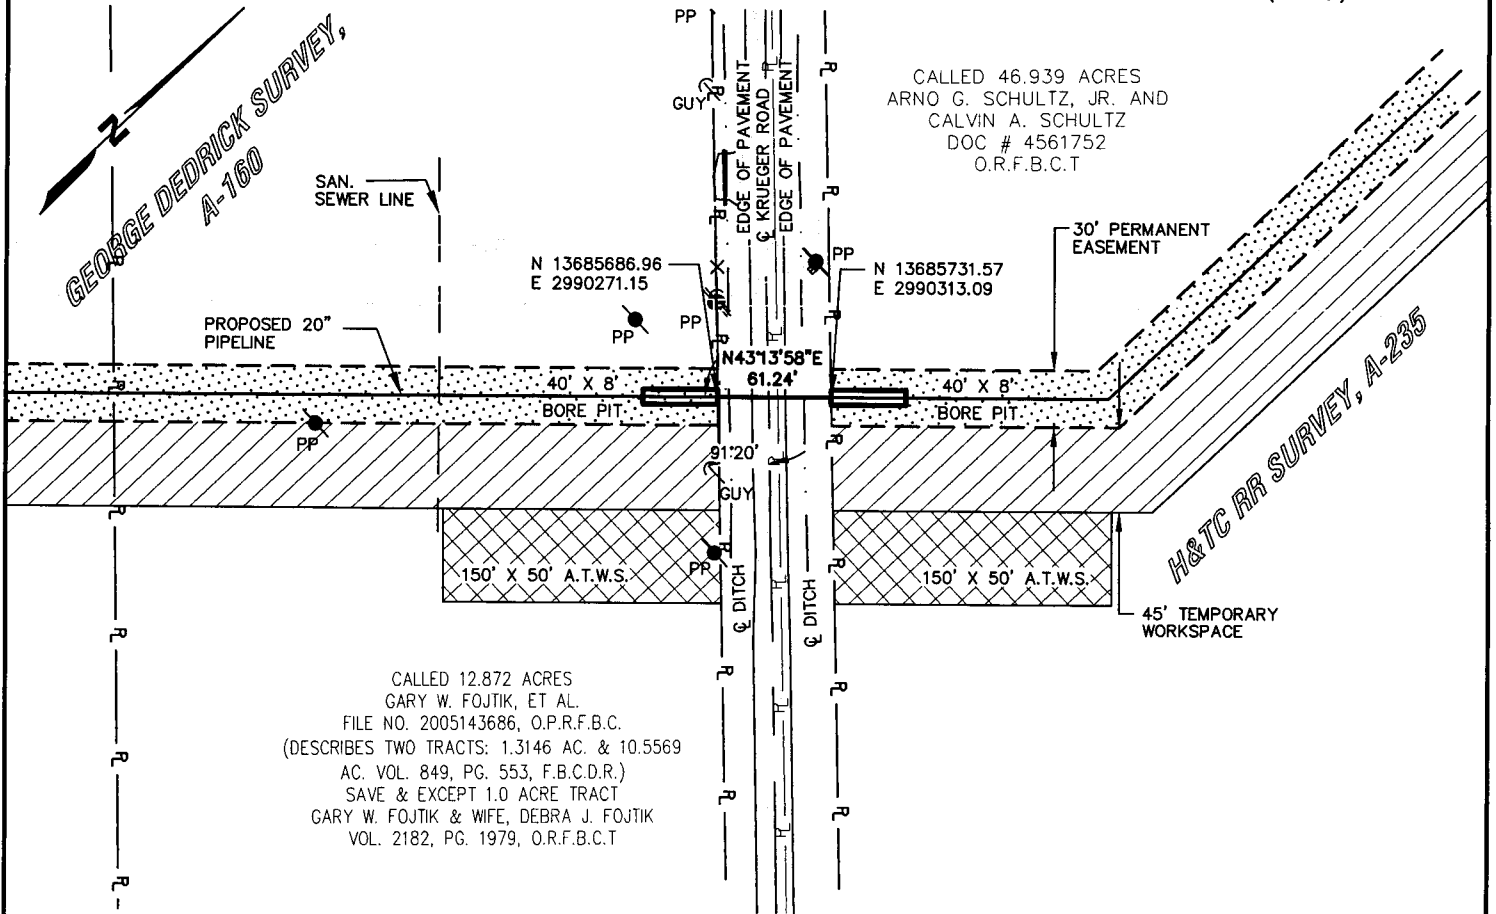 PP
GUY
EDGE OF PAVEMENT
℄ KRUEGER ROAD
EDGE OF PAVEMENT
CALLED 46.939 ACRES
ARNO G. SCHULTZ, JR. AND
CALVIN A. SCHULTZ
DOC # 4561752
O.R.F.B.C.T
N
GEORGE DEDRICK SURVEY,
A-160
SAN.
SEWER LINE
30' PERMANENT
EASEMENT
N 13685686.96
E 2990271.15
PP
N 13685731.57
E 2990313.09
PROPOSED 20"
PIPELINE
PP
PP
N43°13'58"E
61.24'
40' X 8'
BORE PIT
40' X 8'
BORE PIT
PP
91°20'
GUY
H&TC RR SURVEY, A-235
PP
150' X 50' A.T.W.S.
150' X 50' A.T.W.S.
℄ DITCH
℄ DITCH
45' TEMPORARY
WORKSPACE
CALLED 12.872 ACRES
GARY W. FOJTIK, ET AL.
FILE NO. 2005143686, O.P.R.F.B.C.
(DESCRIBES TWO TRACTS: 1.3146 AC. & 10.5569
AC. VOL. 849, PG. 553, F.B.C.D.R.)
SAVE & EXCEPT 1.0 ACRE TRACT
GARY W. FOJTIK & WIFE, DEBRA J. FOJTIK
VOL. 2182, PG. 1979, O.R.F.B.C.T